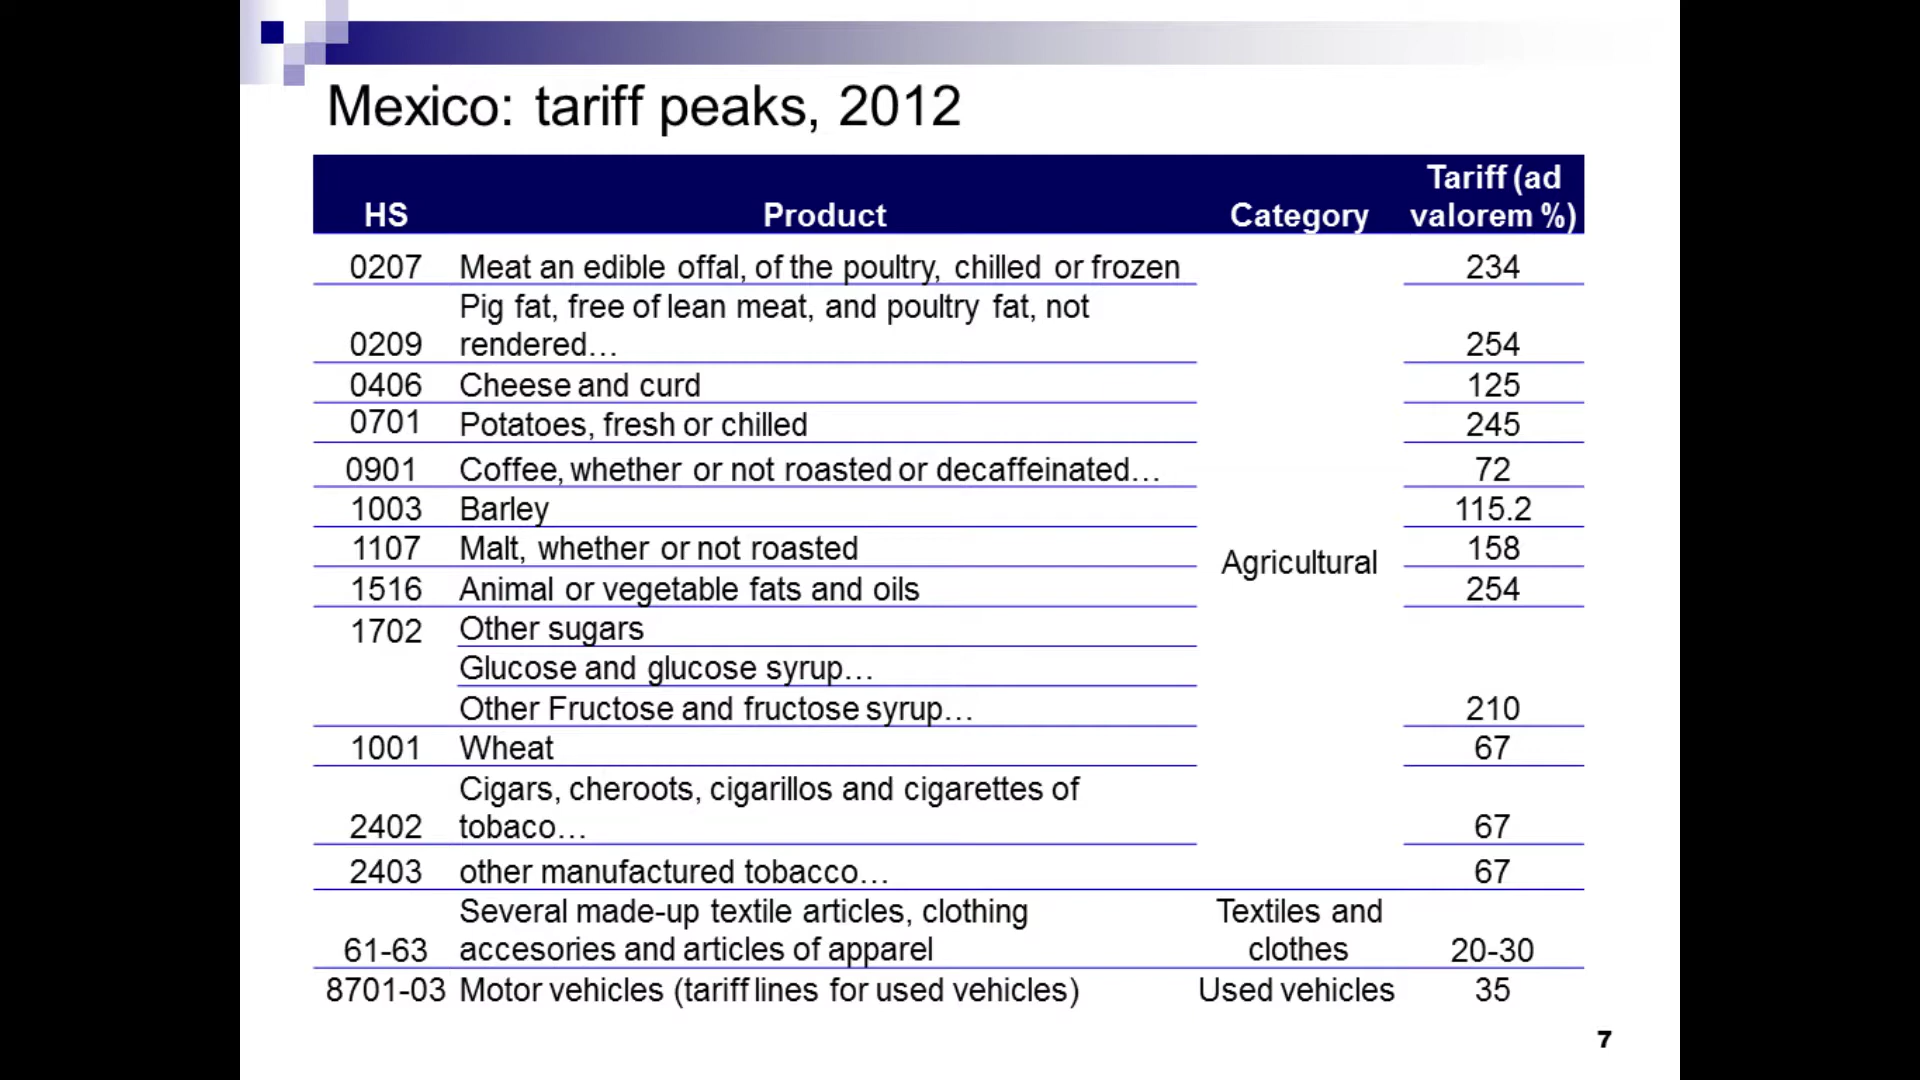 Mexico: tariff peaks, 2012
HS Product Category Tariff (ad valorem %)
0207 Meat an edible offal, of the poultry, chilled or frozen 234
Pig fat, free of lean meat, and poultry fat, not
0209 rendered… 254
0406 Cheese and curd 125
0701 Potatoes, fresh or chilled 245
0901 Coffee, whether or not roasted or decaffeinated… 72
1003 Barley 115.2
1107 Malt, whether or not roasted 158
Agricultural
1516 Animal or vegetable fats and oils 254
1702 Other sugars
Glucose and glucose syrup…
Other Fructose and fructose syrup… 210
1001 Wheat 67
Cigars, cheroots, cigarillos and cigarettes of
2402 tobaco… 67
2403 other manufactured tobacco… 67
Several made-up textile articles, clothing Textiles and
61-63 accesories and articles of apparel clothes 20-30
8701-03 Motor vehicles (tariff lines for used vehicles) Used vehicles 35
7